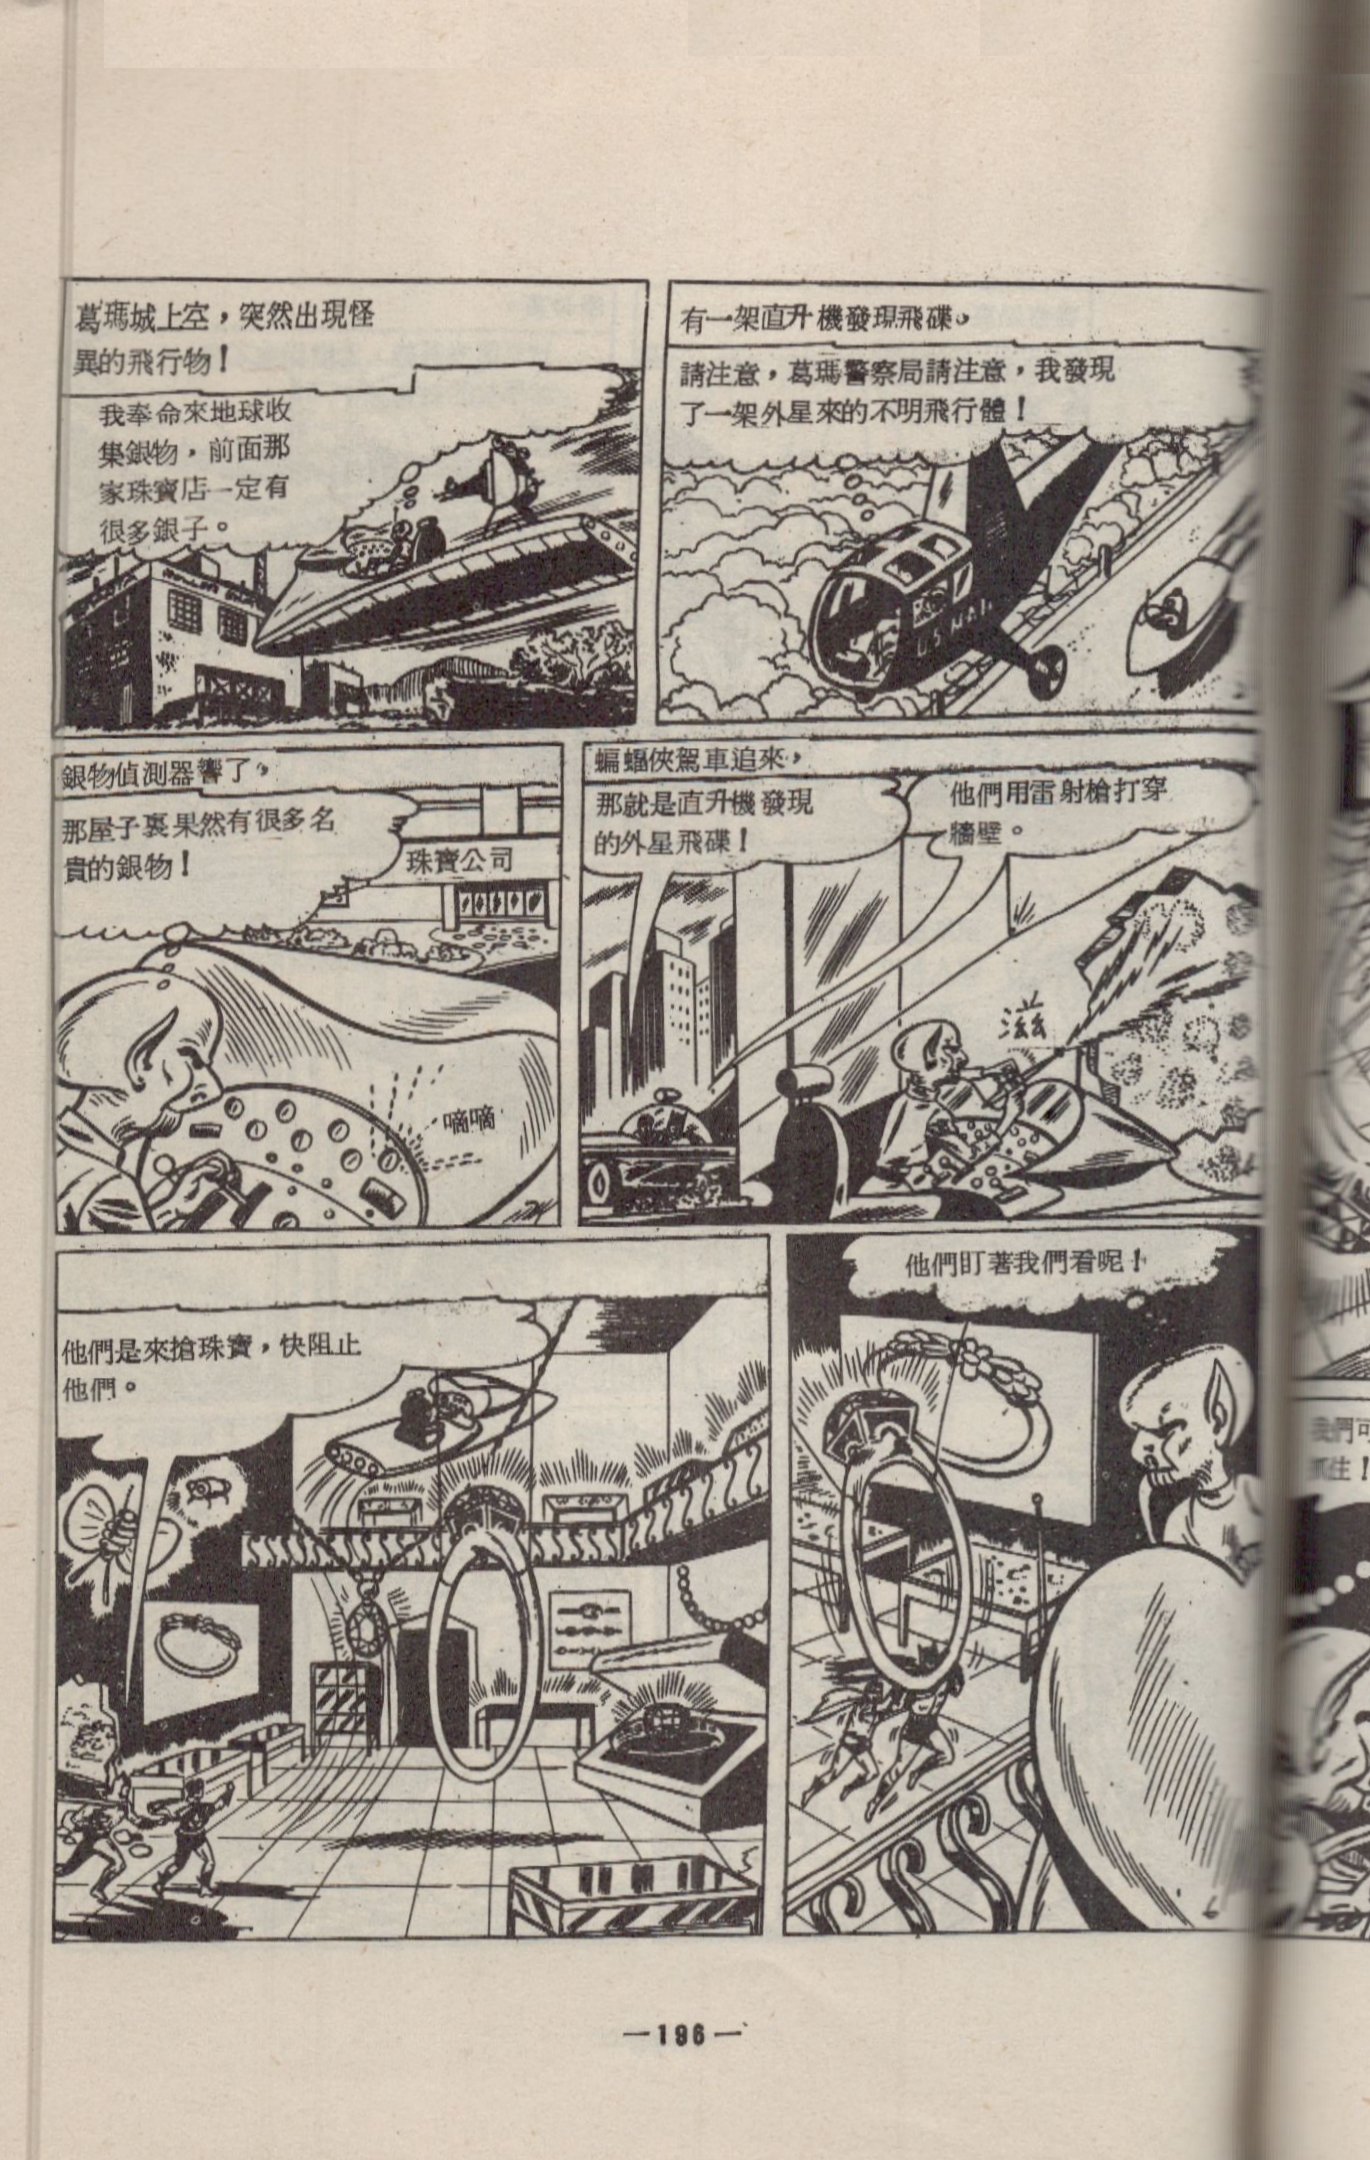 葛瑪城上空，突然出現怪
異的飛行物！
我奉命來地球收
集銀物，前面那
家珠寶店一定有
很多銀子。
有一架直升機發現飛碟。
請注意，葛瑪警察局請注意，我發現
了一架外星來的不明飛行體！
U.S. MAIL
銀物偵測器響了，
那屋子裏果然有很多名
貴的銀物！
珠寶公司
嘀嘀
蝙蝠俠駕車追來，
那就是直升機發現
的外星飛碟！
他們用雷射槍打穿
牆壁。
滋
他們是來搶珠寶，快阻止
他們。
他們盯著我們看呢！
我們可
抓住！
—196—